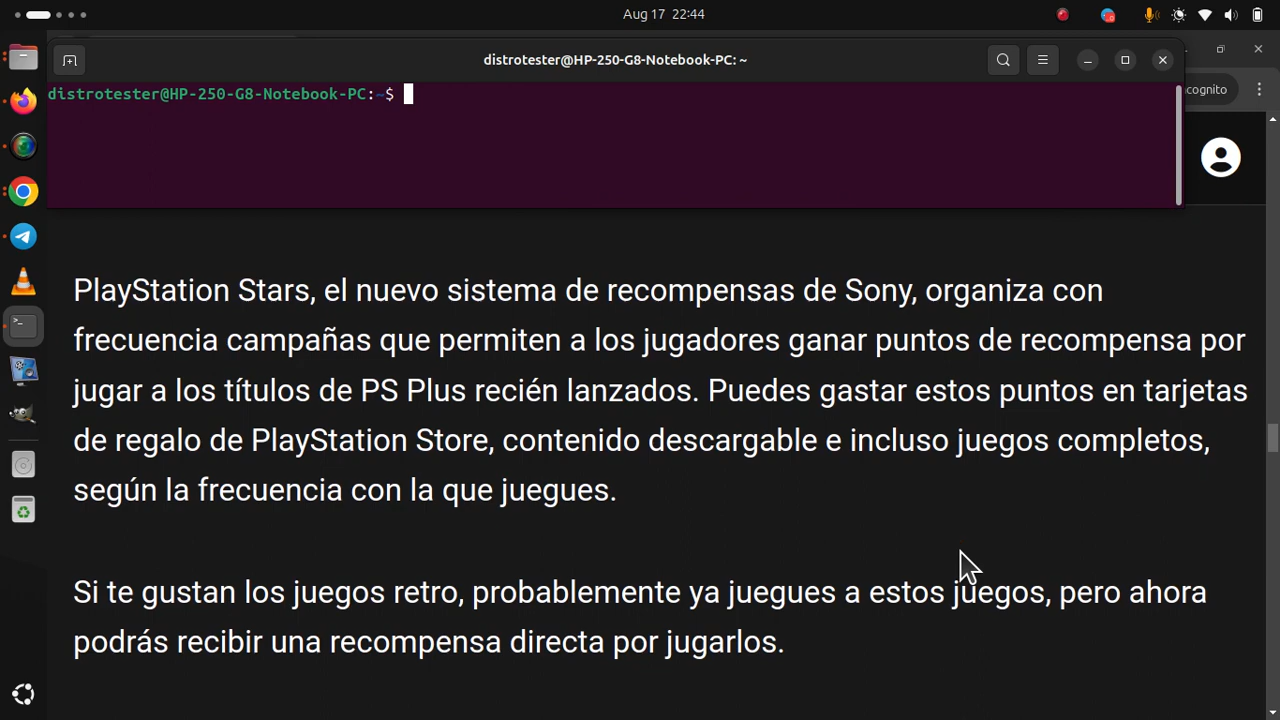 Aug 17 22:44
distrotester@HP-250-G8-Notebook-PC: ~
distrotester@HP-250-G8-Notebook-PC:~$
cognito
PlayStation Stars, el nuevo sistema de recompensas de Sony, organiza con
frecuencia campañas que permiten a los jugadores ganar puntos de recompensa por
jugar a los títulos de PS Plus recién lanzados. Puedes gastar estos puntos en tarjetas
de regalo de PlayStation Store, contenido descargable e incluso juegos completos,
según la frecuencia con la que juegues.
Si te gustan los juegos retro, probablemente ya juegues a estos juegos, pero ahora
podrás recibir una recompensa directa por jugarlos.